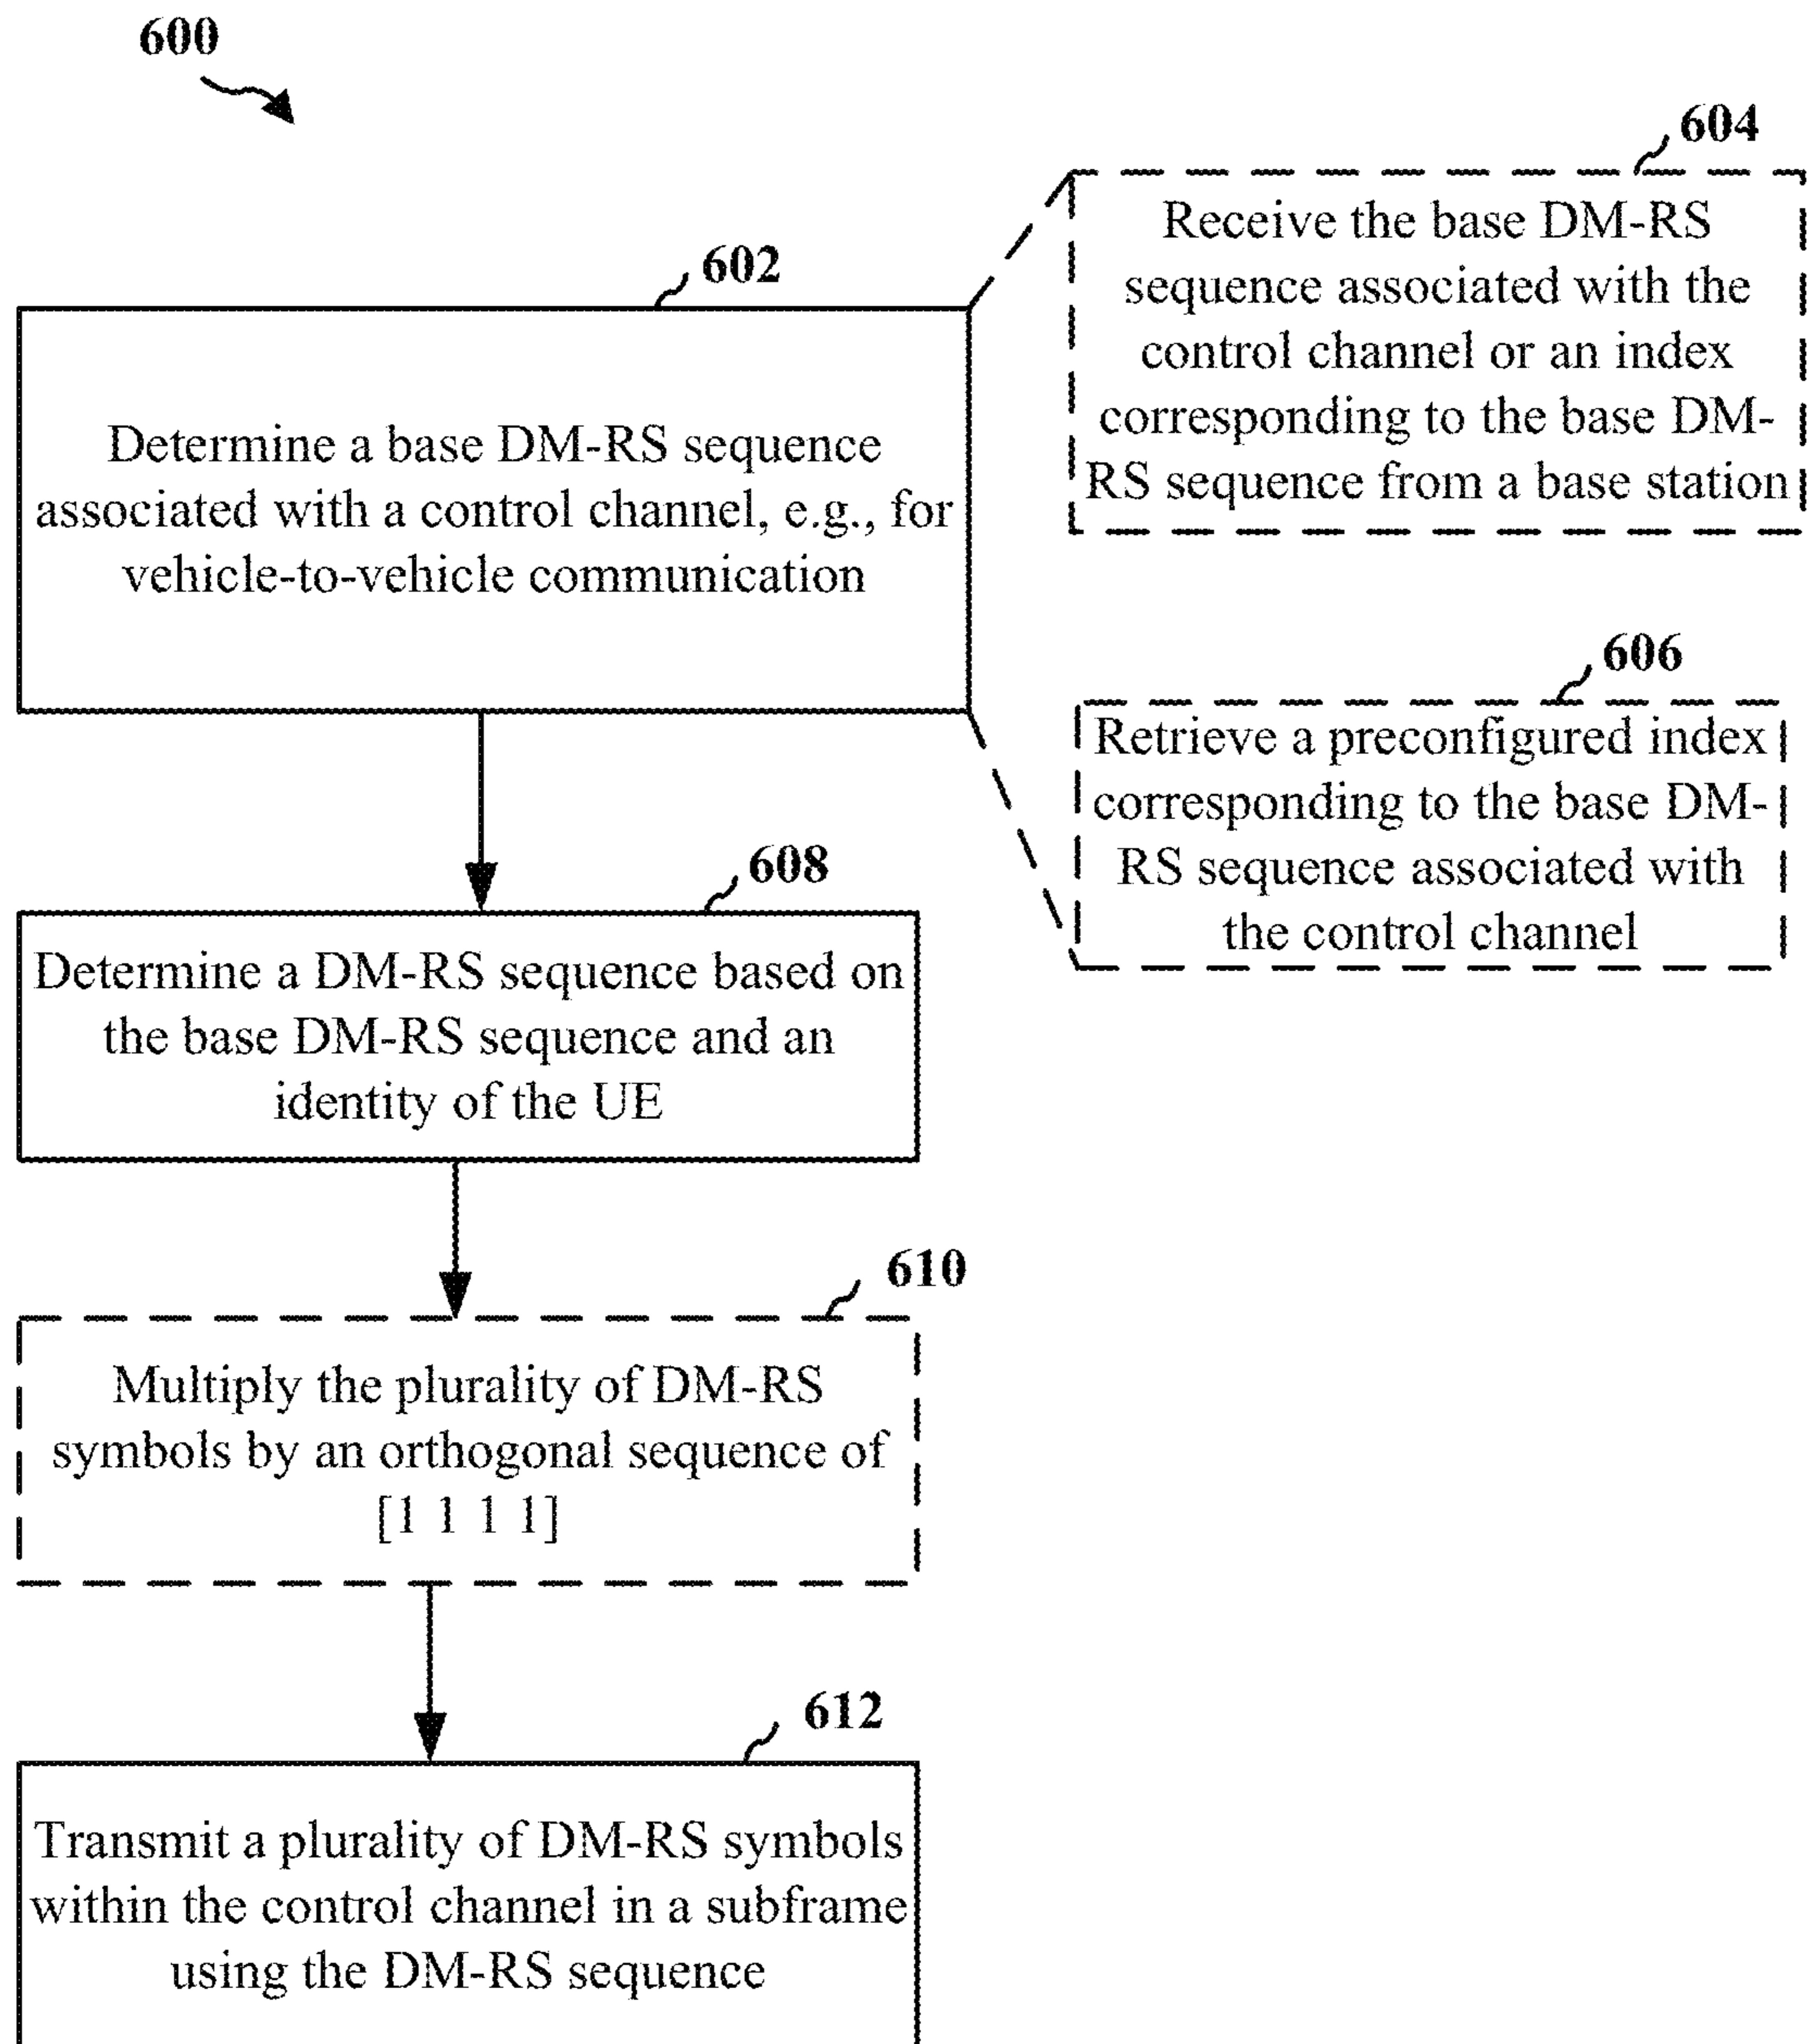 600
604
Receive the base DM-RS
sequence associated with the
control channel or an index
corresponding to the base DM-
RS sequence from a base station
602
Determine a base DM-RS sequence
associated with a control channel, e.g., for
vehicle-to-vehicle communication
606
Retrieve a preconfigured index
corresponding to the base DM-
RS sequence associated with
the control channel
608
Determine a DM-RS sequence based on
the base DM-RS sequence and an
identity of the UE
610
Multiply the plurality of DM-RS
symbols by an orthogonal sequence of
[1 1 1 1]
612
Transmit a plurality of DM-RS symbols
within the control channel in a subframe
using the DM-RS sequence